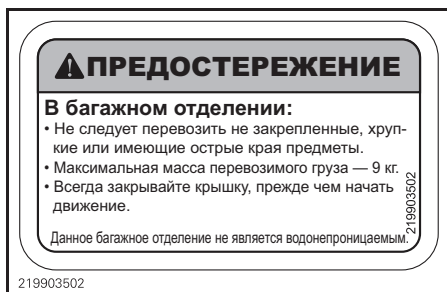 ПРЕДОСТЕРЕЖЕНИЕ
В багажном отделении:
• Не следует перевозить не закрепленные, хруп-
кие или имеющие острые края предметы.
• Максимальная масса перевозимого груза — 9 кг.
• Всегда закрывайте крышку, прежде чем начать
движение.
Данное багажное отделение не является водонепроницаемым.
219903502
219903502